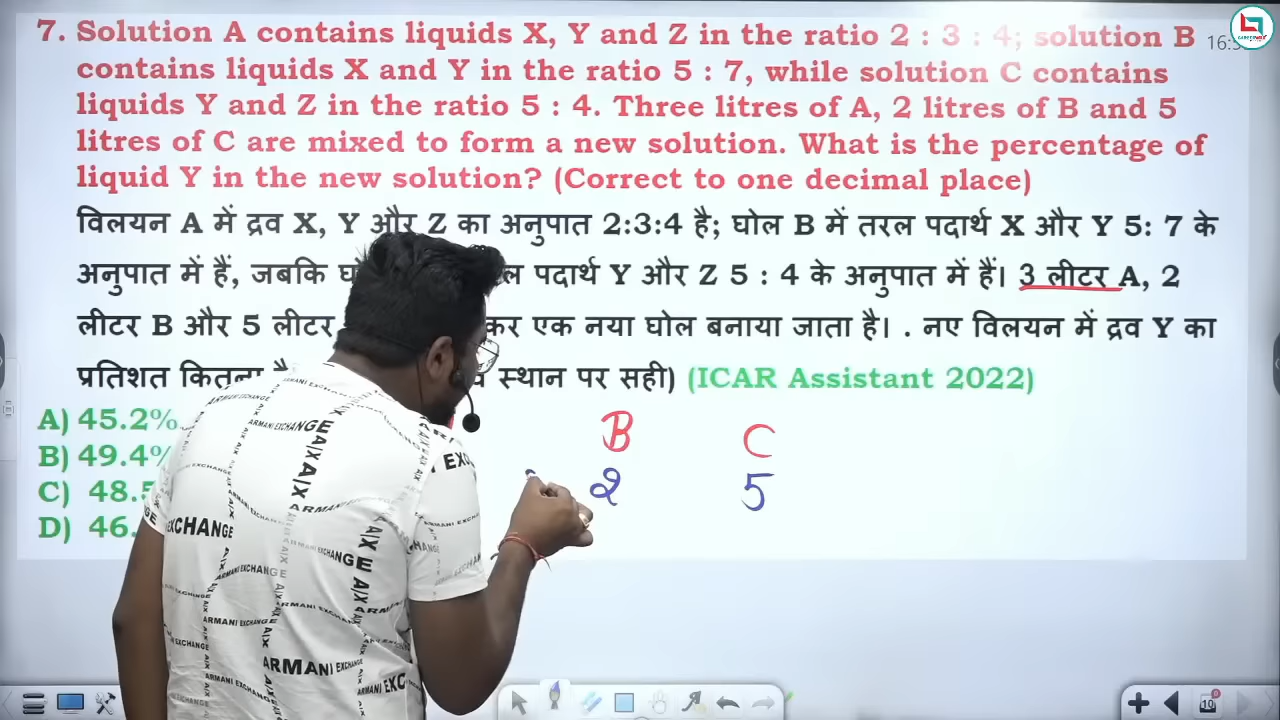 7. Solution A contains liquids X, Y and Z in the ratio 2 : 3 : 4; solution B
contains liquids X and Y in the ratio 5 : 7, while solution C contains
liquids Y and Z in the ratio 5 : 4. Three litres of A, 2 litres of B and 5
litres of C are mixed to form a new solution. What is the percentage of
liquid Y in the new solution? (Correct to one decimal place)
विलयन A में द्रव X, Y और Z का अनुपात 2:3:4 है; घोल B में तरल पदार्थ X और Y 5: 7 के
अनुपात में हैं, जबकि पदार्थ Y और Z 5 : 4 के अनुपात में हैं। 3 लीटर A, 2
लीटर B और 5 लीटर कर एक नया घोल बनाया जाता है। . नए विलयन में द्रव Y का
प्रतिशत कितना स्थान पर सही) (ICAR Assistant 2022)
A) 45.2%
B) 49.4%
C) 48.
D) 46.
B C
2 5
EXCHANGE
ARMANI EXCHANGE